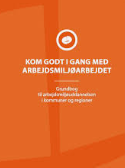 KOM GODT I GANG MED
ARBEJDSMILJØARBEJDET
Grundbog
til arbejdsmiljøuddannelsen
i kommuner og regioner